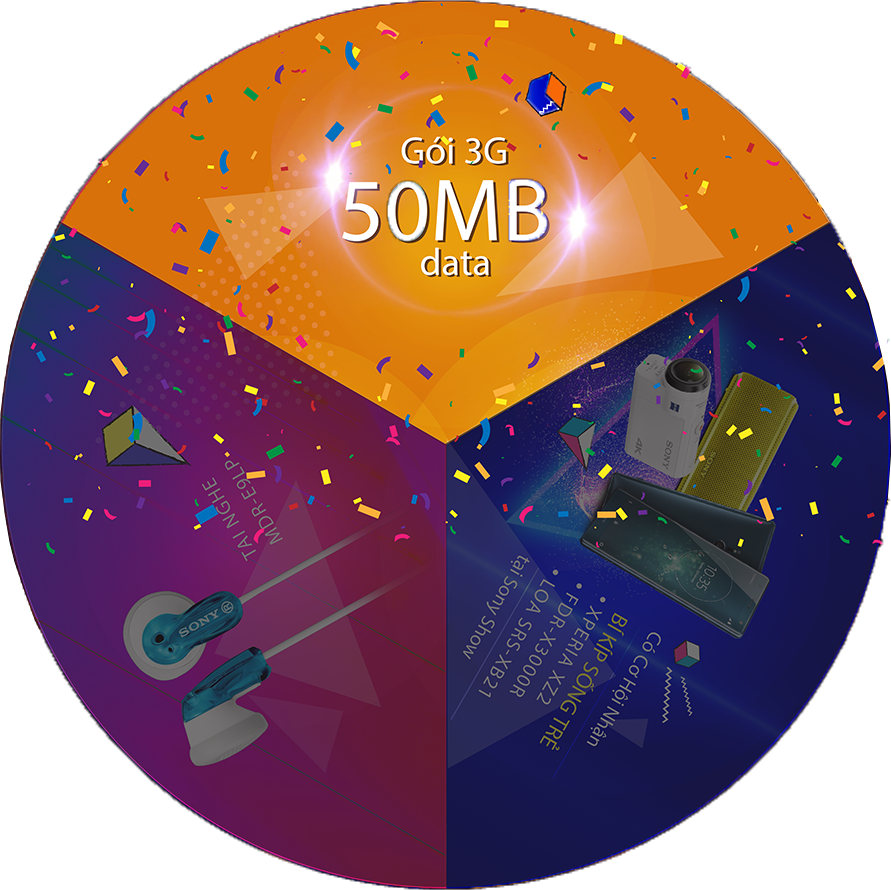 Gói 3G
50MB
data
TAI NGHE
MDR-E9LP
SONY®
Có Cơ Hội Nhận
BÍ KÍP SỐNG TRẺ
• XPERIA XZ2
• FDR-X3000R
• LOA SRS-XB21
tại Sony Show
SONY
4K
SONY
10:35